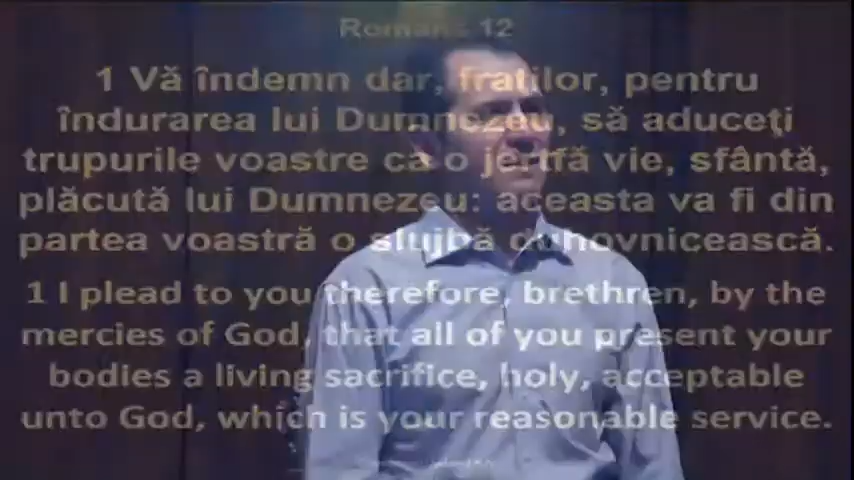 Romans 12
1 Vă îndemn dar, fraţilor, pentru
îndurarea lui Dumnezeu, să aduceţi
trupurile voastre ca o jertfă vie, sfântă,
plăcută lui Dumnezeu: aceasta va fi din
partea voastră o slujbă duhovnicească.
1 I plead to you therefore, brethren, by the
mercies of God, that all of you present your
bodies a living sacrifice, holy, acceptable
unto God, which is your reasonable service.